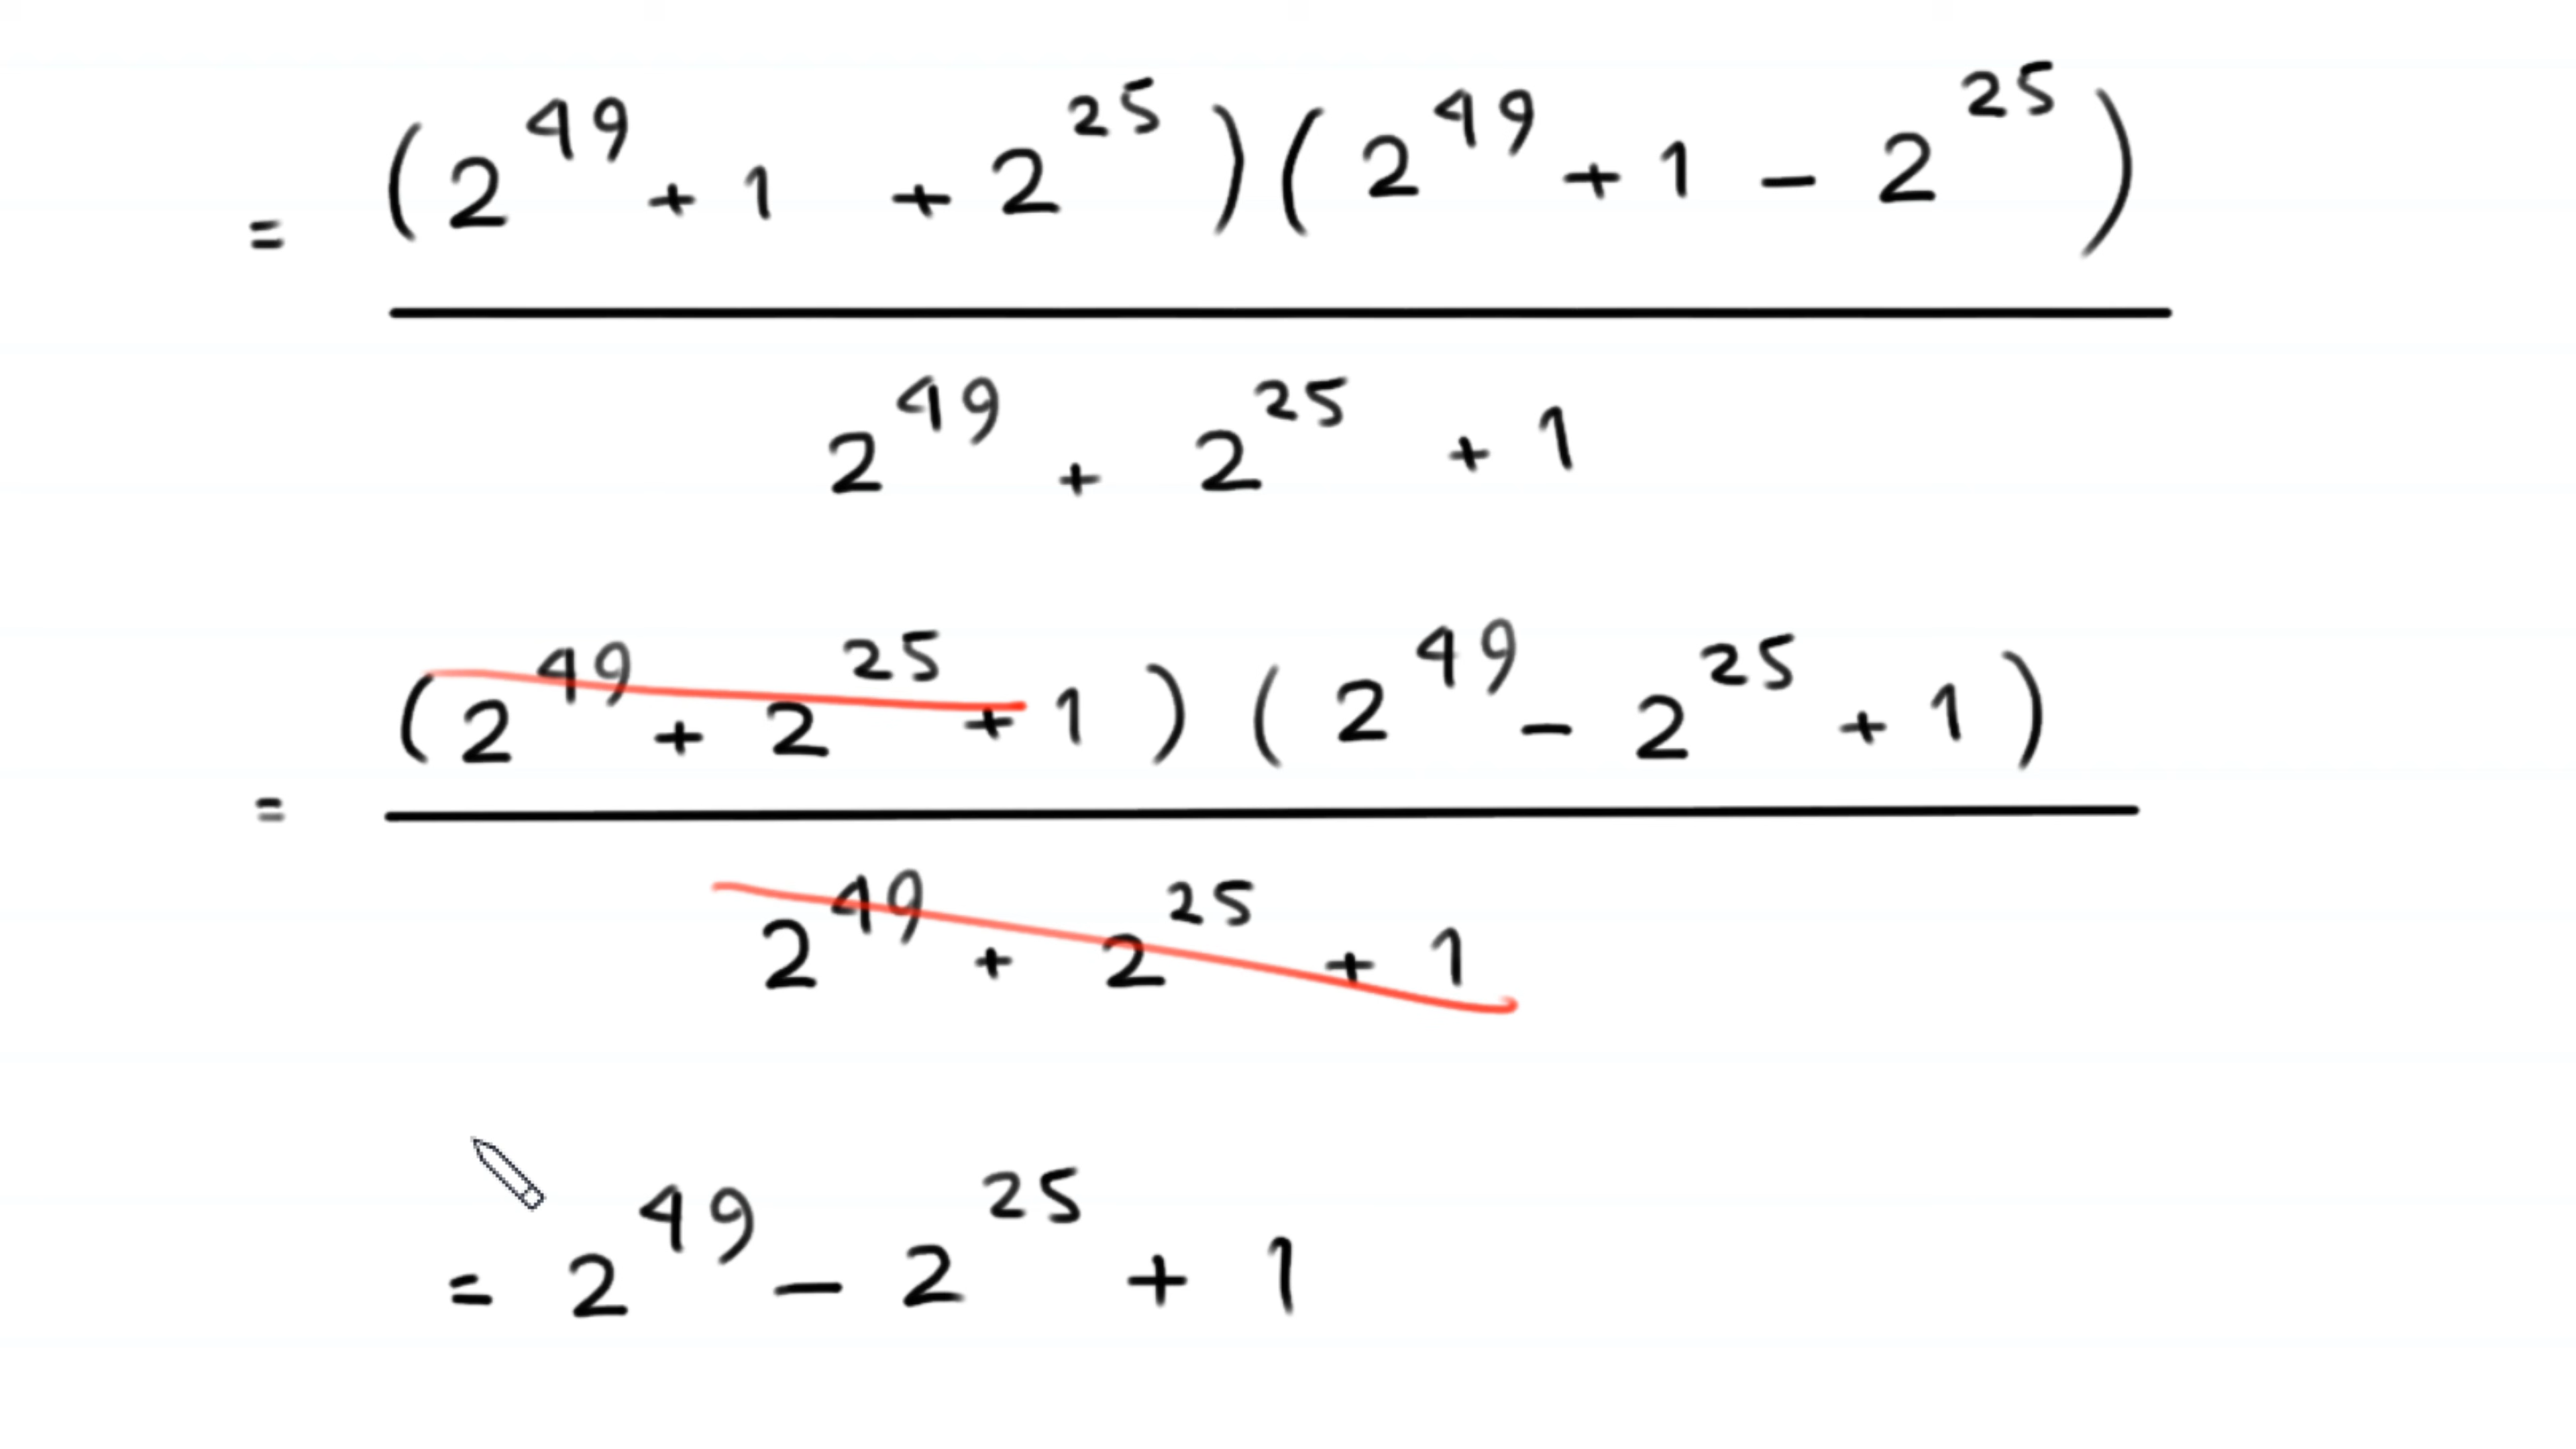 = (2^49 + 1 + 2^25)(2^49 + 1 - 2^25)
2^49 + 2^25 + 1
= (2^49 + 2^25 + 1)(2^49 - 2^25 + 1)
2^49 + 2^25 + 1
= 2^49 - 2^25 + 1